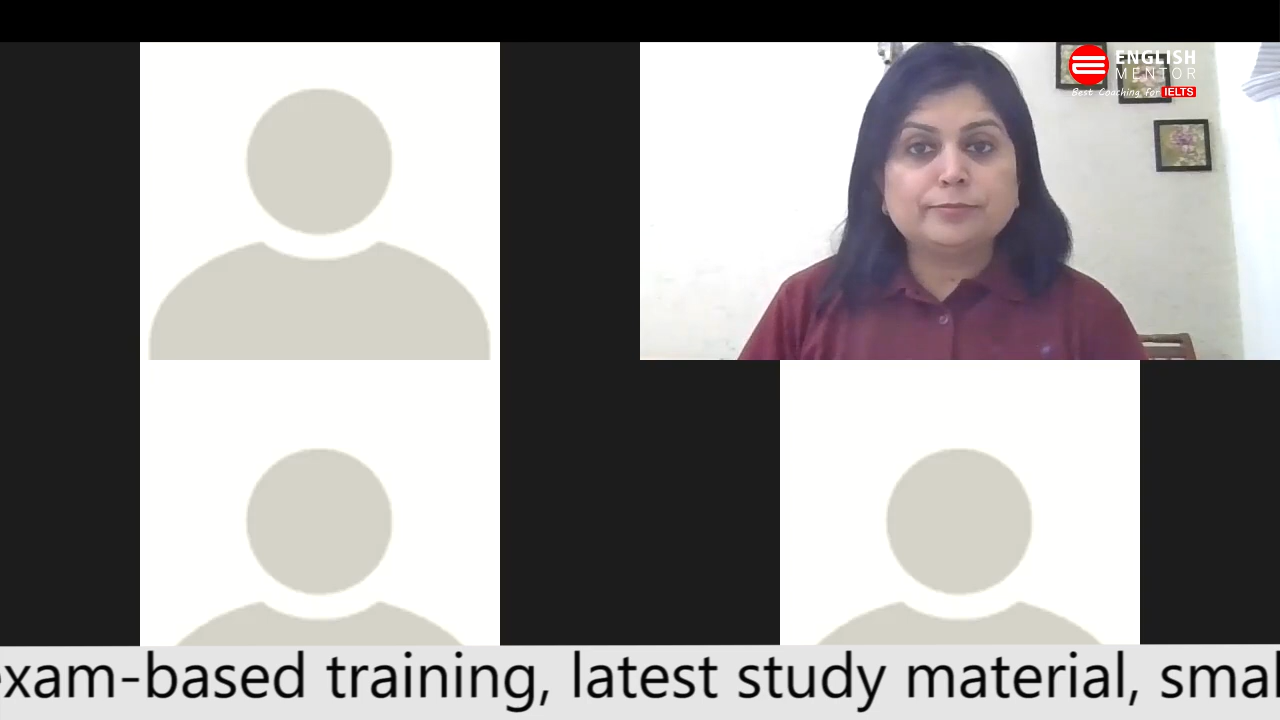 ENGLISH
MENTOR
Best Coaching for IELTS
exam-based training, latest study material, smal